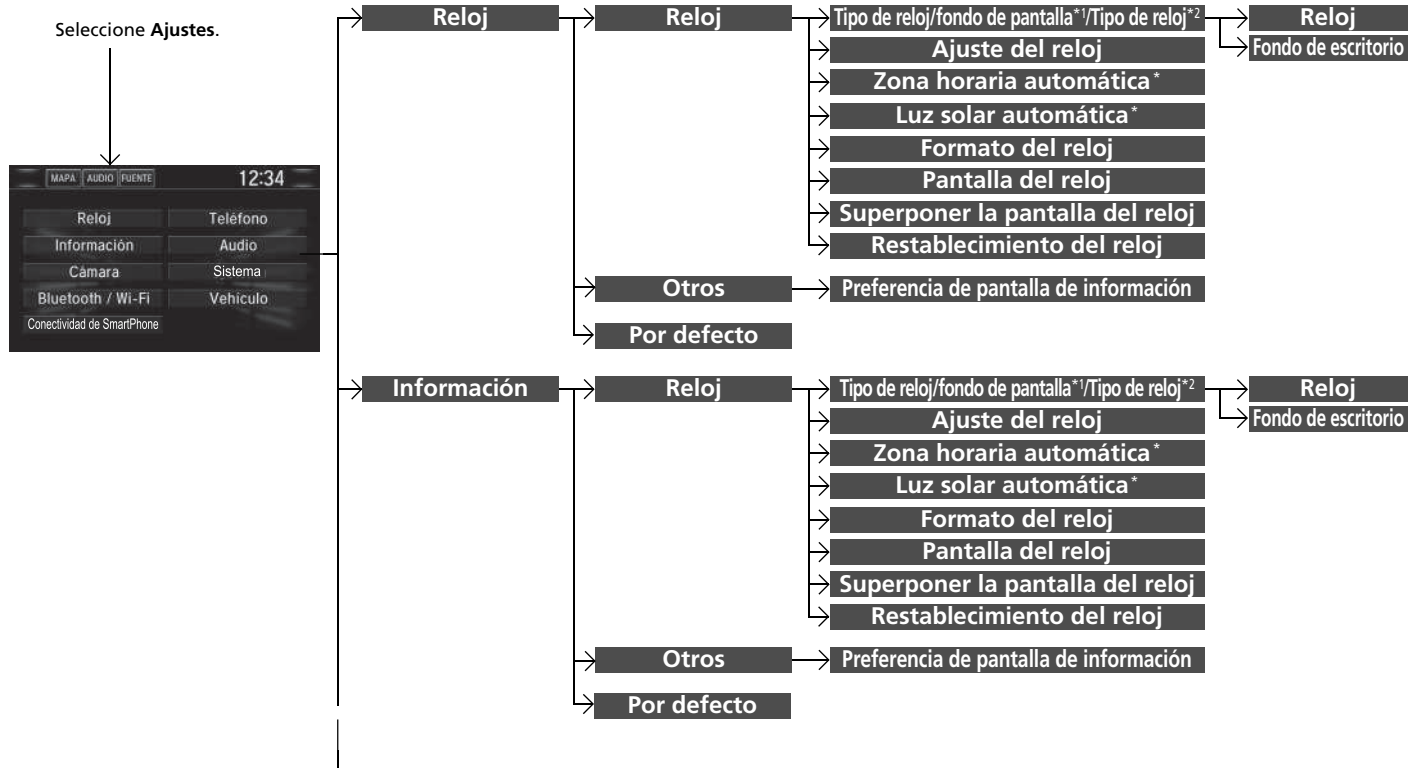 Seleccione Ajustes.
MAPA AUDIO FUENTE 12:34
Reloj Teléfono
Información Audio
Cámara Sistema
Bluetooth / Wi-Fi Vehículo
Conectividad de SmartPhone
Reloj
Reloj
Tipo de reloj/fondo de pantalla*1/Tipo de reloj*2
Reloj
Fondo de escritorio
Ajuste del reloj
Zona horaria automática*
Luz solar automática*
Formato del reloj
Pantalla del reloj
Superponer la pantalla del reloj
Restablecimiento del reloj
Otros
Preferencia de pantalla de información
Por defecto
Información
Reloj
Tipo de reloj/fondo de pantalla*1/Tipo de reloj*2
Reloj
Fondo de escritorio
Ajuste del reloj
Zona horaria automática*
Luz solar automática*
Formato del reloj
Pantalla del reloj
Superponer la pantalla del reloj
Restablecimiento del reloj
Otros
Preferencia de pantalla de información
Por defecto